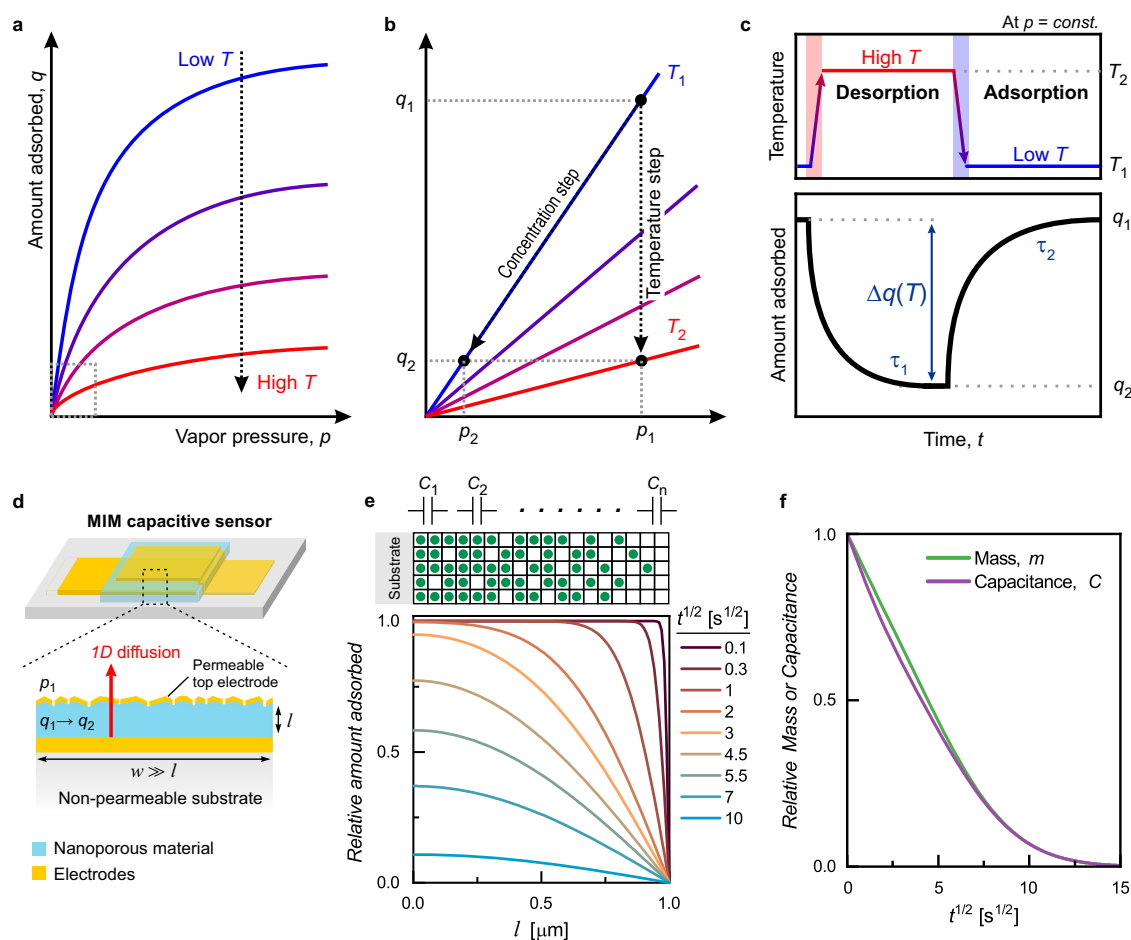 a
Amount adsorbed, q
Low T
High T
Vapor pressure, p
b
q1
q2
T1
T2
Concentration step
Temperature step
p2
p1
c
At p = const.
Temperature
High T
Desorption
Adsorption
Low T
T2
T1
Amount adsorbed
Δq(T)
τ1
τ2
q1
q2
Time, t
d
MIM capacitive sensor
1D diffusion
Permeable
top electrode
p1
q1→ q2
l
w ≫ l
Non-pearmeable substrate
Nanoporous material
Electrodes
e
C1 C2 . . . . . . Cn
Substrate
Relative amount adsorbed
1.0
0.5
0.0
0.0 0.5 1.0
l [μm]
t1/2 [s1/2]
0.1
0.3
1
2
3
4.5
5.5
7
10
f
Relative Mass or Capacitance
1.0
0.5
0.0
Mass, m
Capacitance, C
0 5 10 15
t1/2 [s1/2]